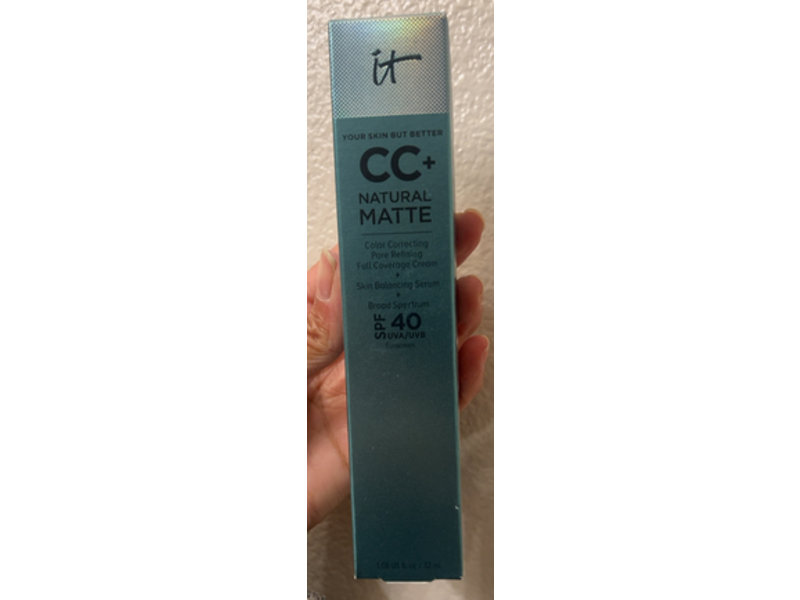 it
YOUR SKIN BUT BETTER
CC+
NATURAL
MATTE
Color Correcting
Pore Refining
Full Coverage Cream
+
Skin Balancing Serum
+
Broad Spectrum
SPF 40
UVA/UVB
Sunscreen